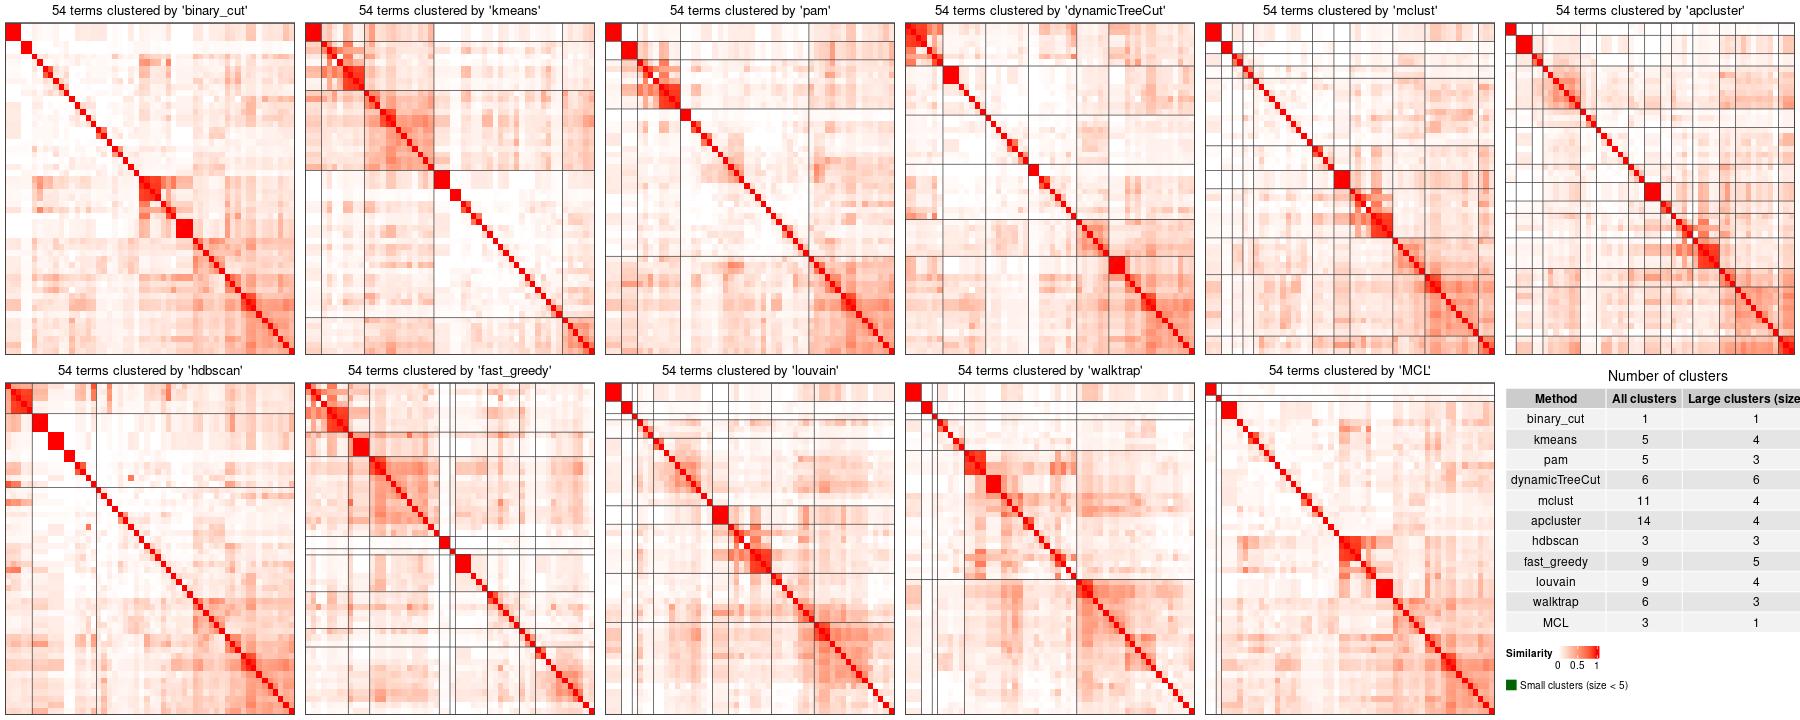 54 terms clustered by 'binary_cut'
54 terms clustered by 'kmeans'
54 terms clustered by 'pam'
54 terms clustered by 'dynamicTreeCut'
54 terms clustered by 'mclust'
54 terms clustered by 'apcluster'
54 terms clustered by 'hdbscan'
54 terms clustered by 'fast_greedy'
54 terms clustered by 'louvain'
54 terms clustered by 'walktrap'
54 terms clustered by 'MCL'
Number of clusters
Method All clusters Large clusters (size
binary_cut 1 1
kmeans 5 4
pam 5 3
dynamicTreeCut 6 6
mclust 11 4
apcluster 14 4
hdbscan 3 3
fast_greedy 9 5
louvain 9 4
walktrap 6 3
MCL 3 1
Similarity
0 0.5 1
Small clusters (size < 5)